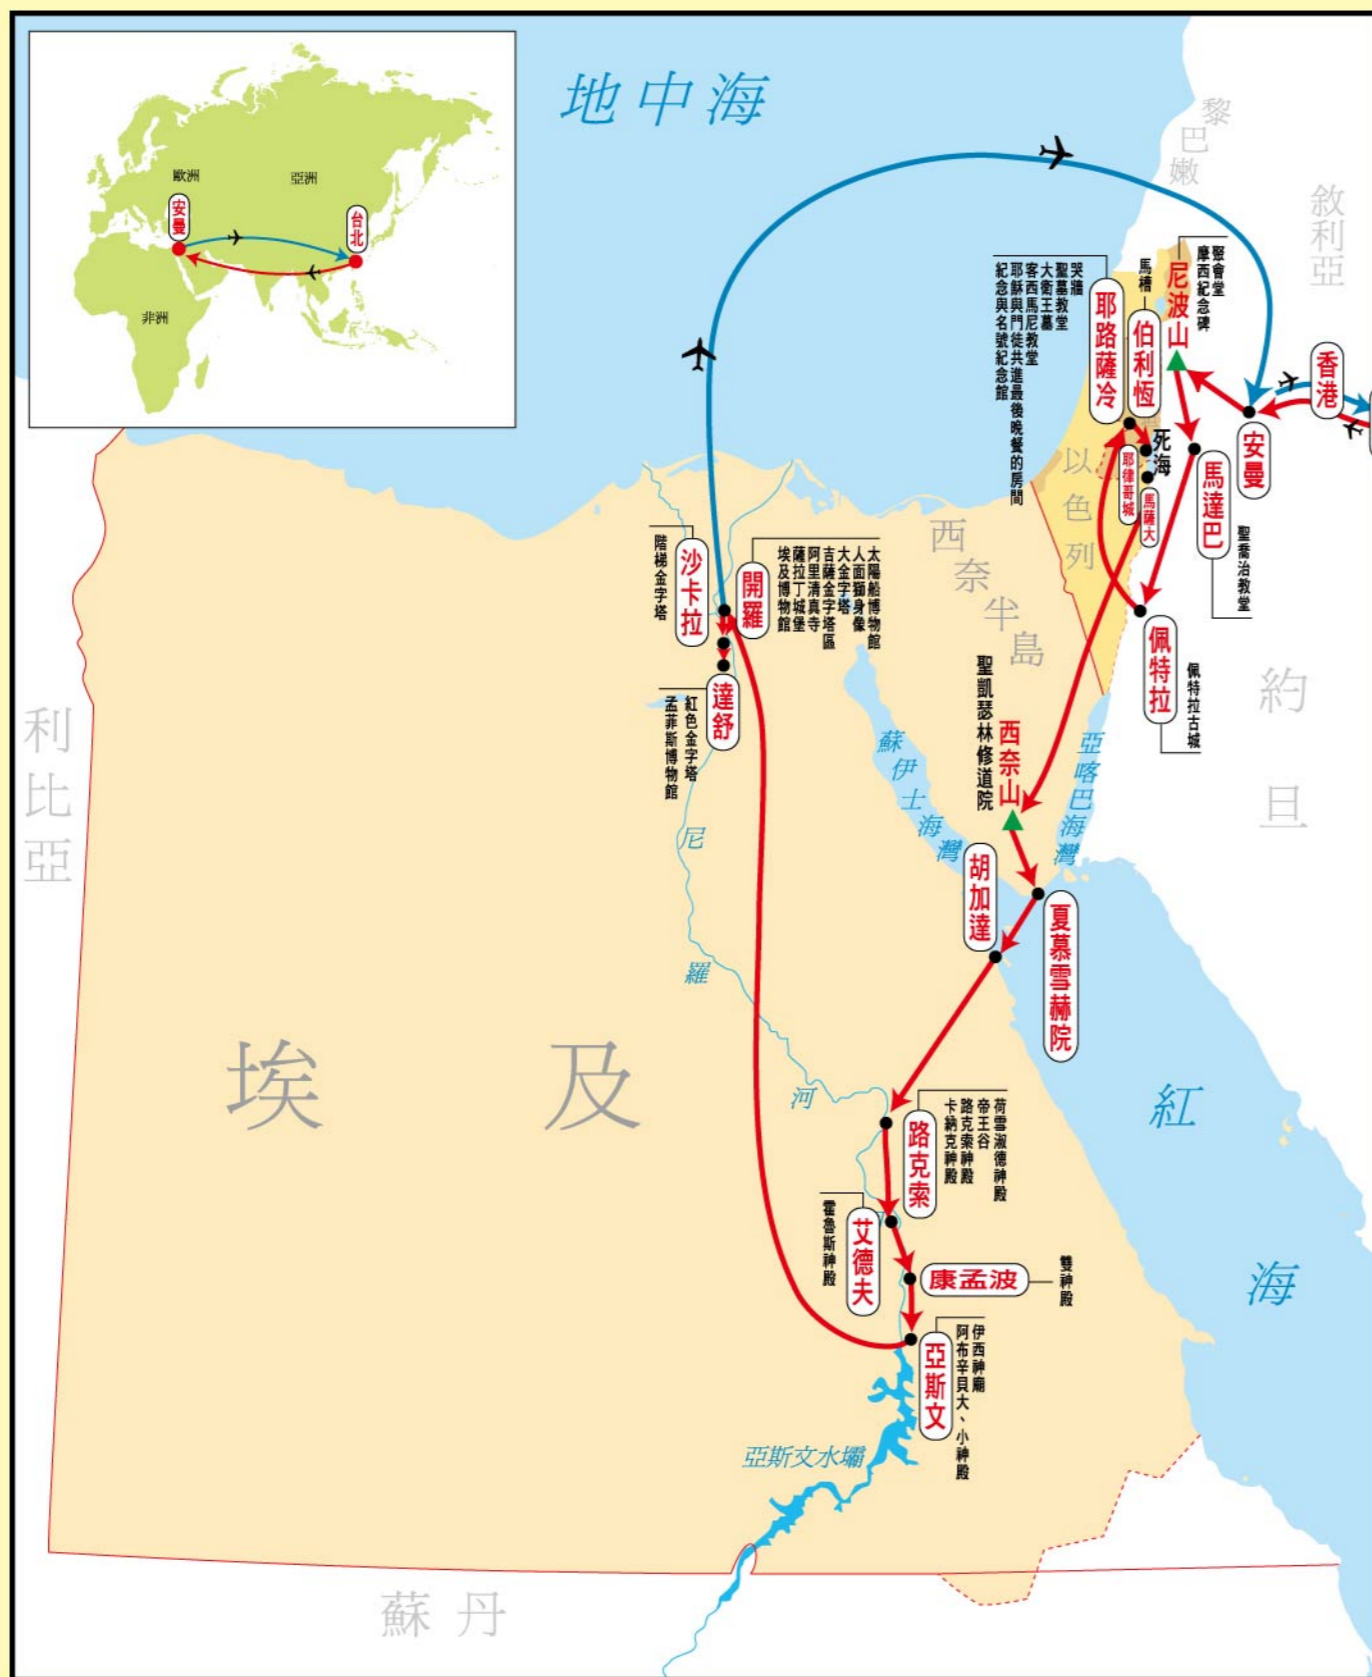 歐洲
亞洲
非洲
安曼
台北
地中海
黎巴嫩
敘利亞
聚會堂
摩西紀念碑
尼波山
馬槽
伯利恆
耶路薩冷
哭牆
聖墓教堂
大衛王墓
客西馬尼教堂
耶穌與門徒共進最後晚餐的房間
紀念與名號紀念館
香港
安曼
死海
耶律哥城
馬薩大
馬達巴
聖喬治教堂
以色列
佩特拉
佩特拉古城
約旦
西奈半島
沙卡拉
階梯金字塔
開羅
太陽船博物館
人面獅身像
大金字塔
吉薩金字塔區
阿里清真寺
薩拉丁城堡
埃及博物館
達舒
紅色金字塔
孟菲斯博物館
利比亞
西奈山
聖凱瑟林修道院
蘇伊士海灣
亞喀巴海灣
胡加達
夏慕雪赫院
尼羅河
埃及
紅海
路克索
荷雪淑德神殿
帝王谷
路克索神殿
卡納克神殿
艾德夫
霍魯斯神殿
康孟波
雙神殿
亞斯文
伊西神廟
阿布辛貝大、小神殿
亞斯文水壩
蘇丹